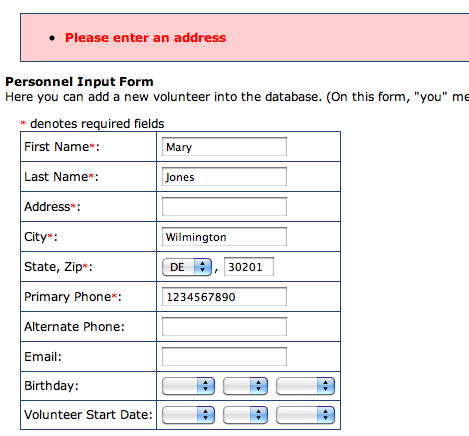 • Please enter an address
Personnel Input Form
Here you can add a new volunteer into the database. (On this form, "you" me
* denotes required fields
First Name*: Mary
Last Name*: Jones
Address*:
City*: Wilmington
State, Zip*: DE , 30201
Primary Phone*: 1234567890
Alternate Phone:
Email:
Birthday:
Volunteer Start Date: